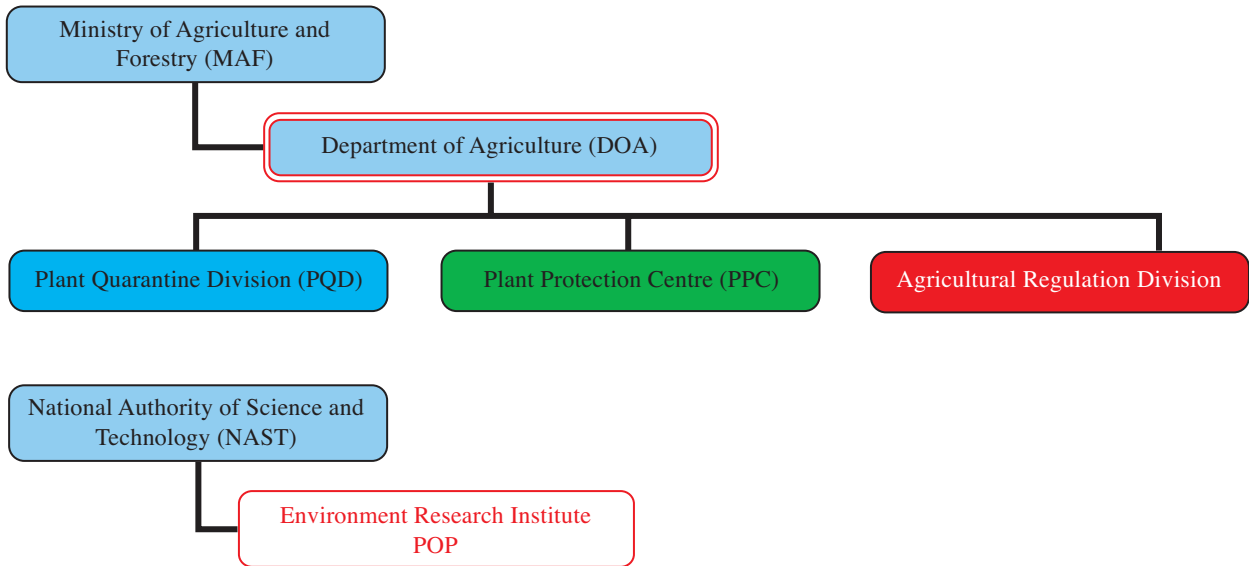 Ministry of Agriculture and
Forestry (MAF)
Department of Agriculture (DOA)
Plant Quarantine Division (PQD)
Plant Protection Centre (PPC)
Agricultural Regulation Division
National Authority of Science and
Technology (NAST)
Environment Research Institute
POP